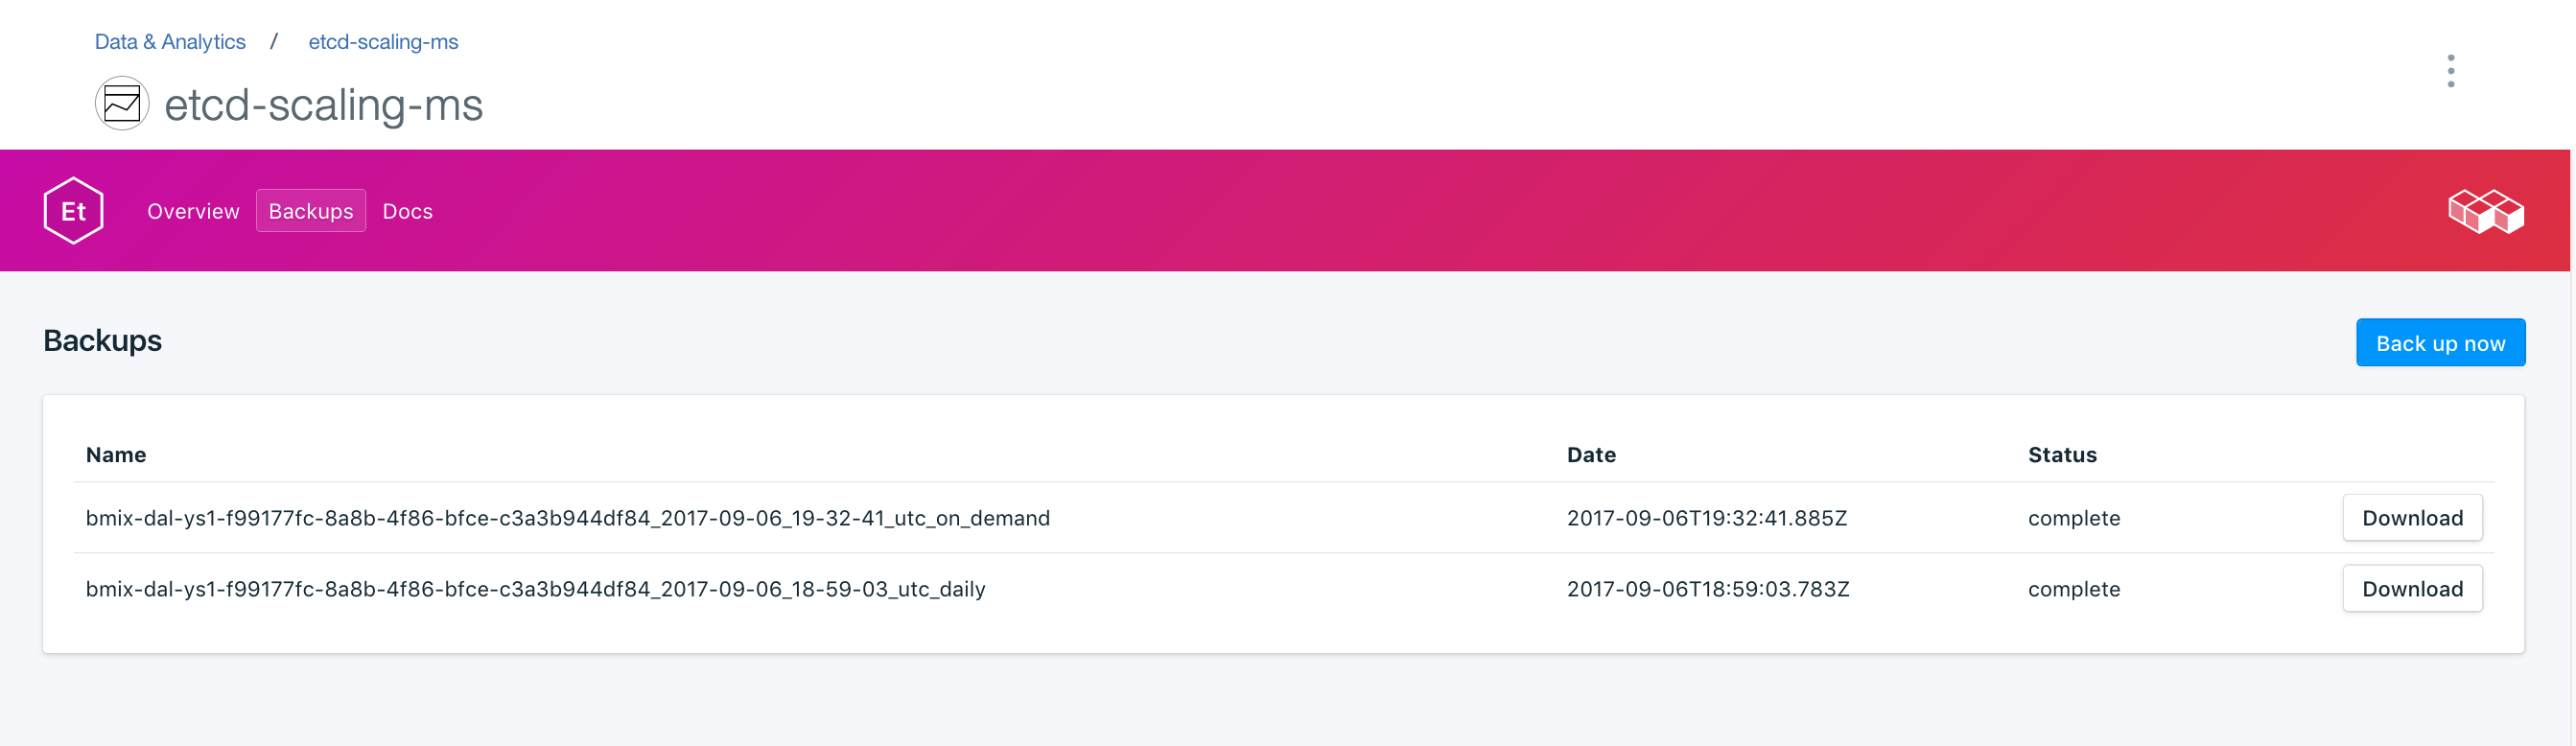 Data & Analytics / etcd-scaling-ms
etcd-scaling-ms
Et Overview Backups Docs
Backups Back up now
Name Date Status
bmix-dal-ys1-f99177fc-8a8b-4f86-bfce-c3a3b944df84_2017-09-06_19-32-41_utc_on_demand 2017-09-06T19:32:41.885Z complete Download
bmix-dal-ys1-f99177fc-8a8b-4f86-bfce-c3a3b944df84_2017-09-06_18-59-03_utc_daily 2017-09-06T18:59:03.783Z complete Download